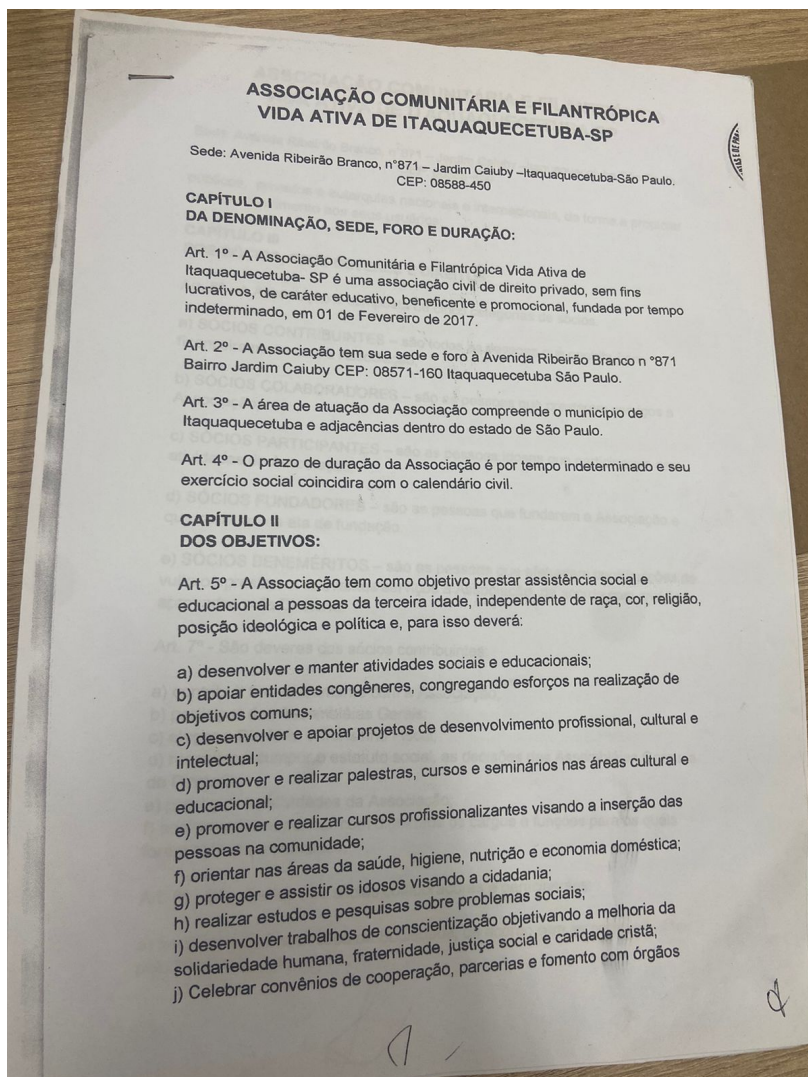 ASSOCIAÇÃO COMUNITÁRIA E FILANTRÓPICA
VIDA ATIVA DE ITAQUAQUECETUBA-SP
Sede: Avenida Ribeirão Branco, n°871 – Jardim Caiuby –Itaquaquecetuba-São Paulo.
CEP: 08588-450
CAPÍTULO I
DA DENOMINAÇÃO, SEDE, FORO E DURAÇÃO:
Art. 1º - A Associação Comunitária e Filantrópica Vida Ativa de
Itaquaquecetuba- SP é uma associação civil de direito privado, sem fins
lucrativos, de caráter educativo, beneficente e promocional, fundada por tempo
indeterminado, em 01 de Fevereiro de 2017.
Art. 2º - A Associação tem sua sede e foro à Avenida Ribeirão Branco n °871
Bairro Jardim Caiuby CEP: 08571-160 Itaquaquecetuba São Paulo.
Art. 3º - A área de atuação da Associação compreende o município de
Itaquaquecetuba e adjacências dentro do estado de São Paulo.
Art. 4º - O prazo de duração da Associação é por tempo indeterminado e seu
exercício social coincidira com o calendário civil.
CAPÍTULO II
DOS OBJETIVOS:
Art. 5º - A Associação tem como objetivo prestar assistência social e
educacional a pessoas da terceira idade, independente de raça, cor, religião,
posição ideológica e política e, para isso deverá:
a) desenvolver e manter atividades sociais e educacionais;
b) apoiar entidades congêneres, congregando esforços na realização de
objetivos comuns;
c) desenvolver e apoiar projetos de desenvolvimento profissional, cultural e
intelectual;
d) promover e realizar palestras, cursos e seminários nas áreas cultural e
educacional;
e) promover e realizar cursos profissionalizantes visando a inserção das
pessoas na comunidade;
f) orientar nas áreas da saúde, higiene, nutrição e economia doméstica;
g) proteger e assistir os idosos visando a cidadania;
h) realizar estudos e pesquisas sobre problemas sociais;
i) desenvolver trabalhos de conscientização objetivando a melhoria da
solidariedade humana, fraternidade, justiça social e caridade cristã;
j) Celebrar convênios de cooperação, parcerias e fomento com órgãos